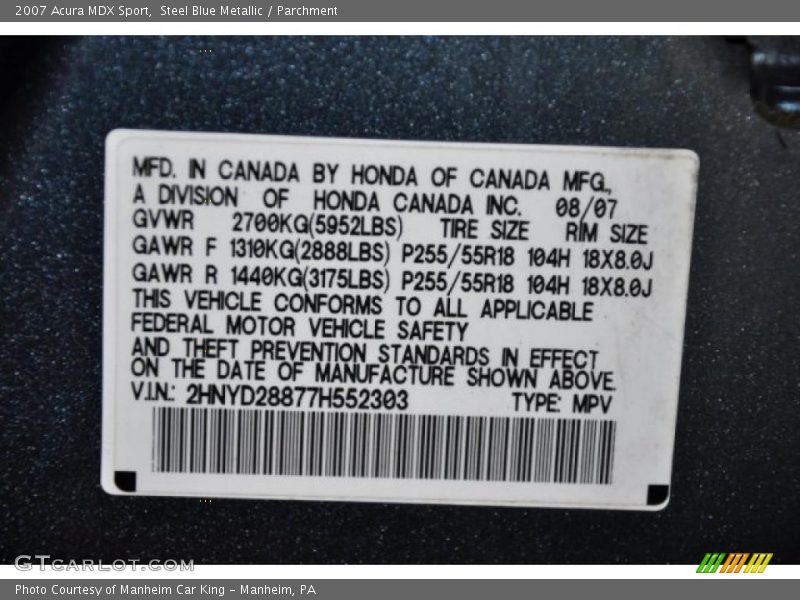 2007 Acura MDX Sport,  Steel Blue Metallic / Parchment
MFD. IN CANADA BY HONDA OF CANADA MFG.,
A DIVISION OF HONDA CANADA INC. 08/07
GVWR 2700KG(5952LBS) TIRE SIZE RIM SIZE
GAWR F 1310KG(2888LBS) P255/55R18 104H 18X8.0J
GAWR R 1440KG(3175LBS) P255/55R18 104H 18X8.0J
THIS VEHICLE CONFORMS TO ALL APPLICABLE
FEDERAL MOTOR VEHICLE SAFETY
AND THEFT PREVENTION STANDARDS IN EFFECT
ON THE DATE OF MANUFACTURE SHOWN ABOVE.
V.I.N.: 2HNYD28877H552303 TYPE: MPV
GTCARLOT.COM
Photo Courtesy of Manheim Car King – Manheim, PA